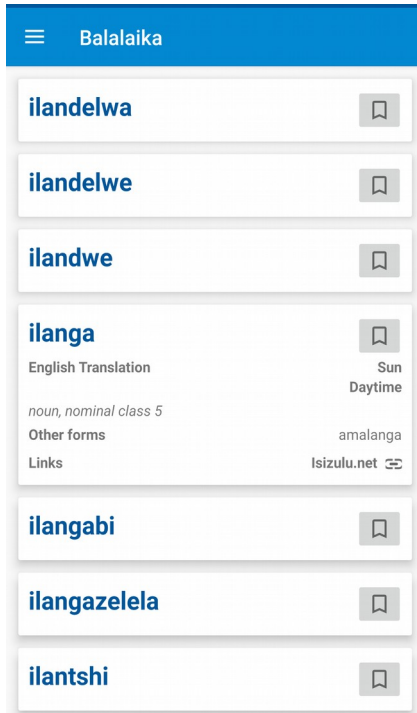 Balalaika
ilandelwa
ilandelwe
ilandwe
ilanga
English Translation Sun
Daytime
noun, nominal class 5
Other forms amalanga
Links Isizulu.net
ilangabi
ilangazelela
ilantshi